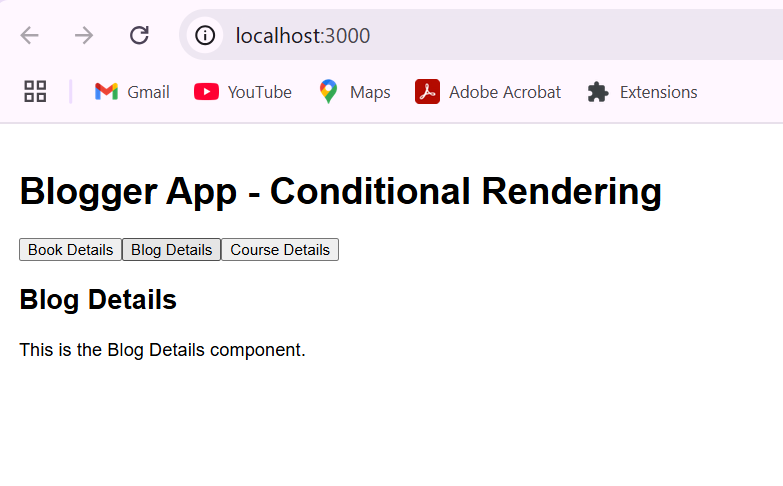 localhost:3000
Gmail YouTube Maps Adobe Acrobat Extensions
Blogger App - Conditional Rendering
Book Details Blog Details Course Details
Blog Details
This is the Blog Details component.